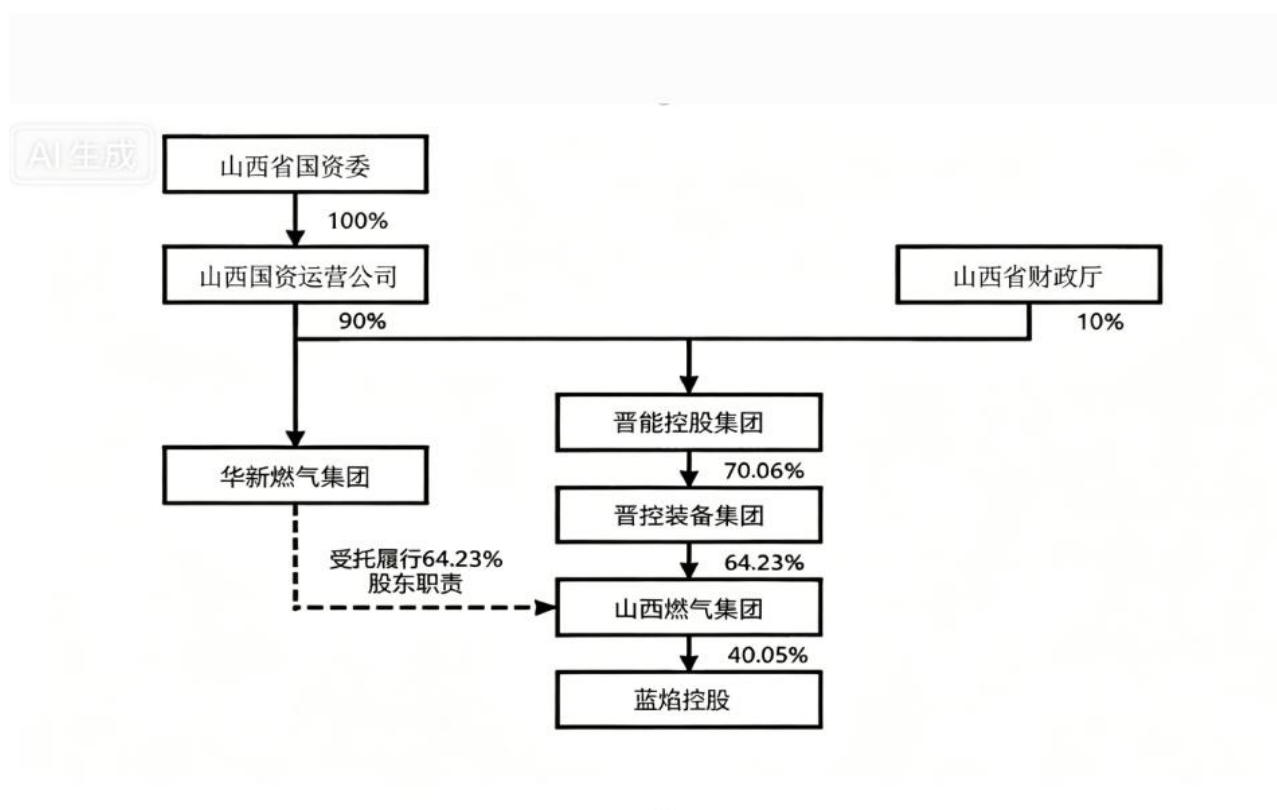 AI 生成
山西省国资委
100%
山西国资运营公司
山西省财政厅
90%
10%
晋能控股集团
70.06%
华新燃气集团
晋控装备集团
受托履行64.23%
股东职责
64.23%
山西燃气集团
40.05%
蓝焰控股